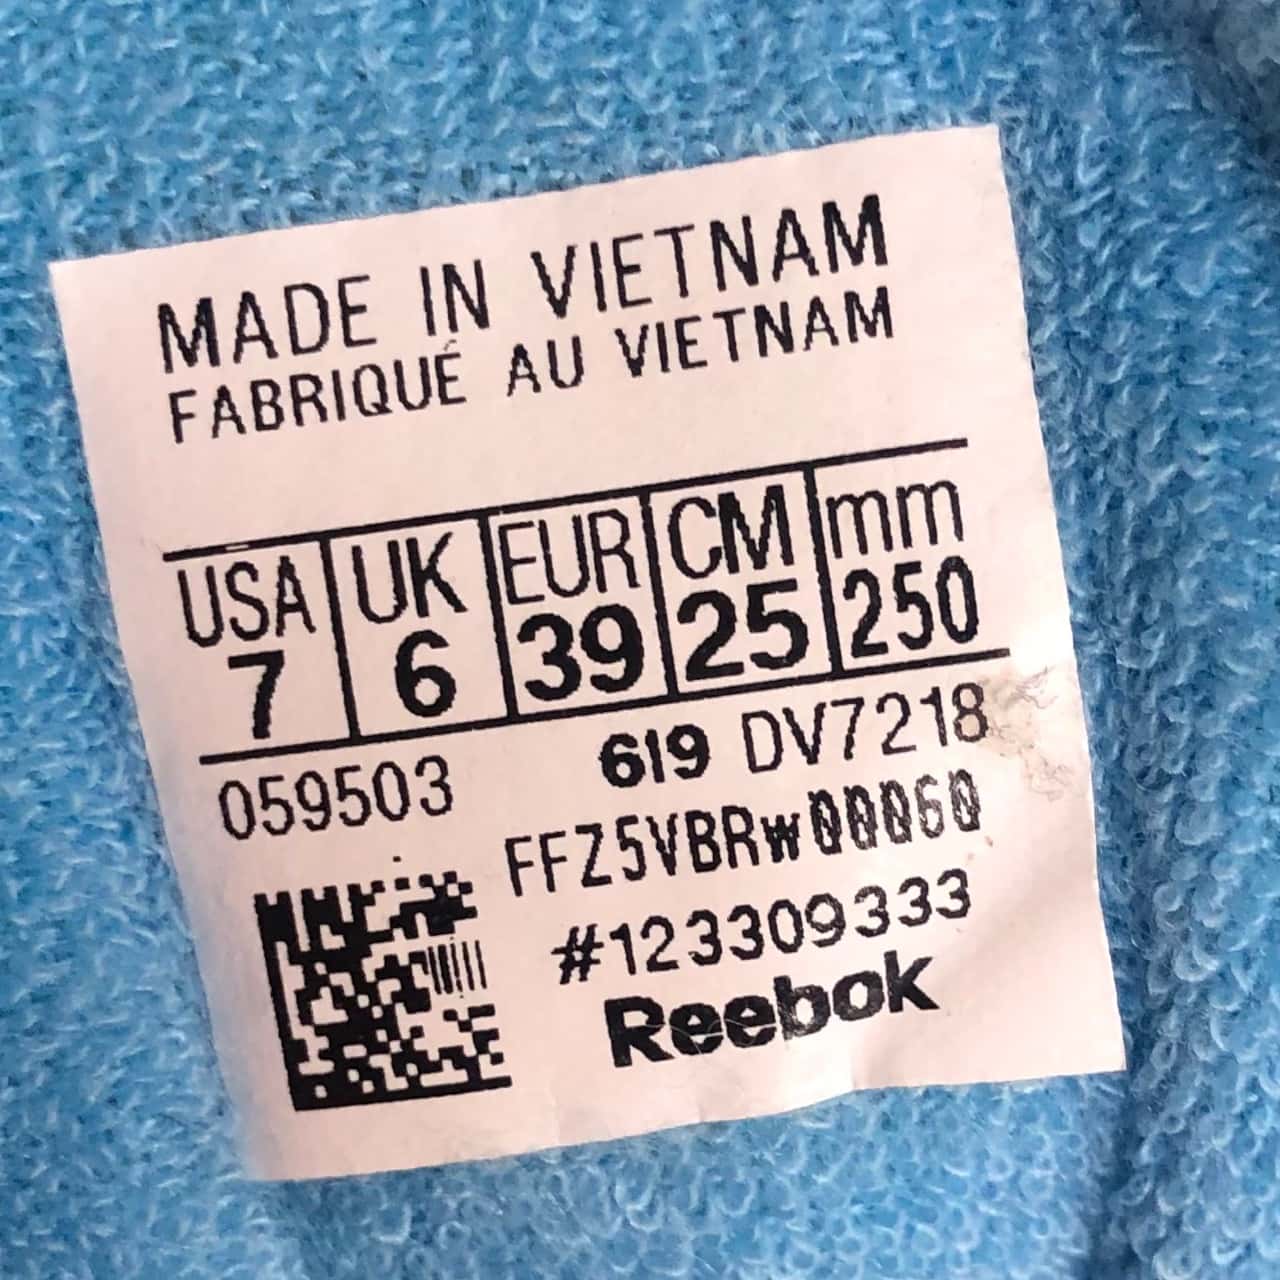 MADE IN VIETNAM
FABRIQUÉ AU VIETNAM
USA UK EUR CM mm
7 6 39 25 250
059503 619 DV7218
FFZ5VBRW00060
#123309333
Reebok